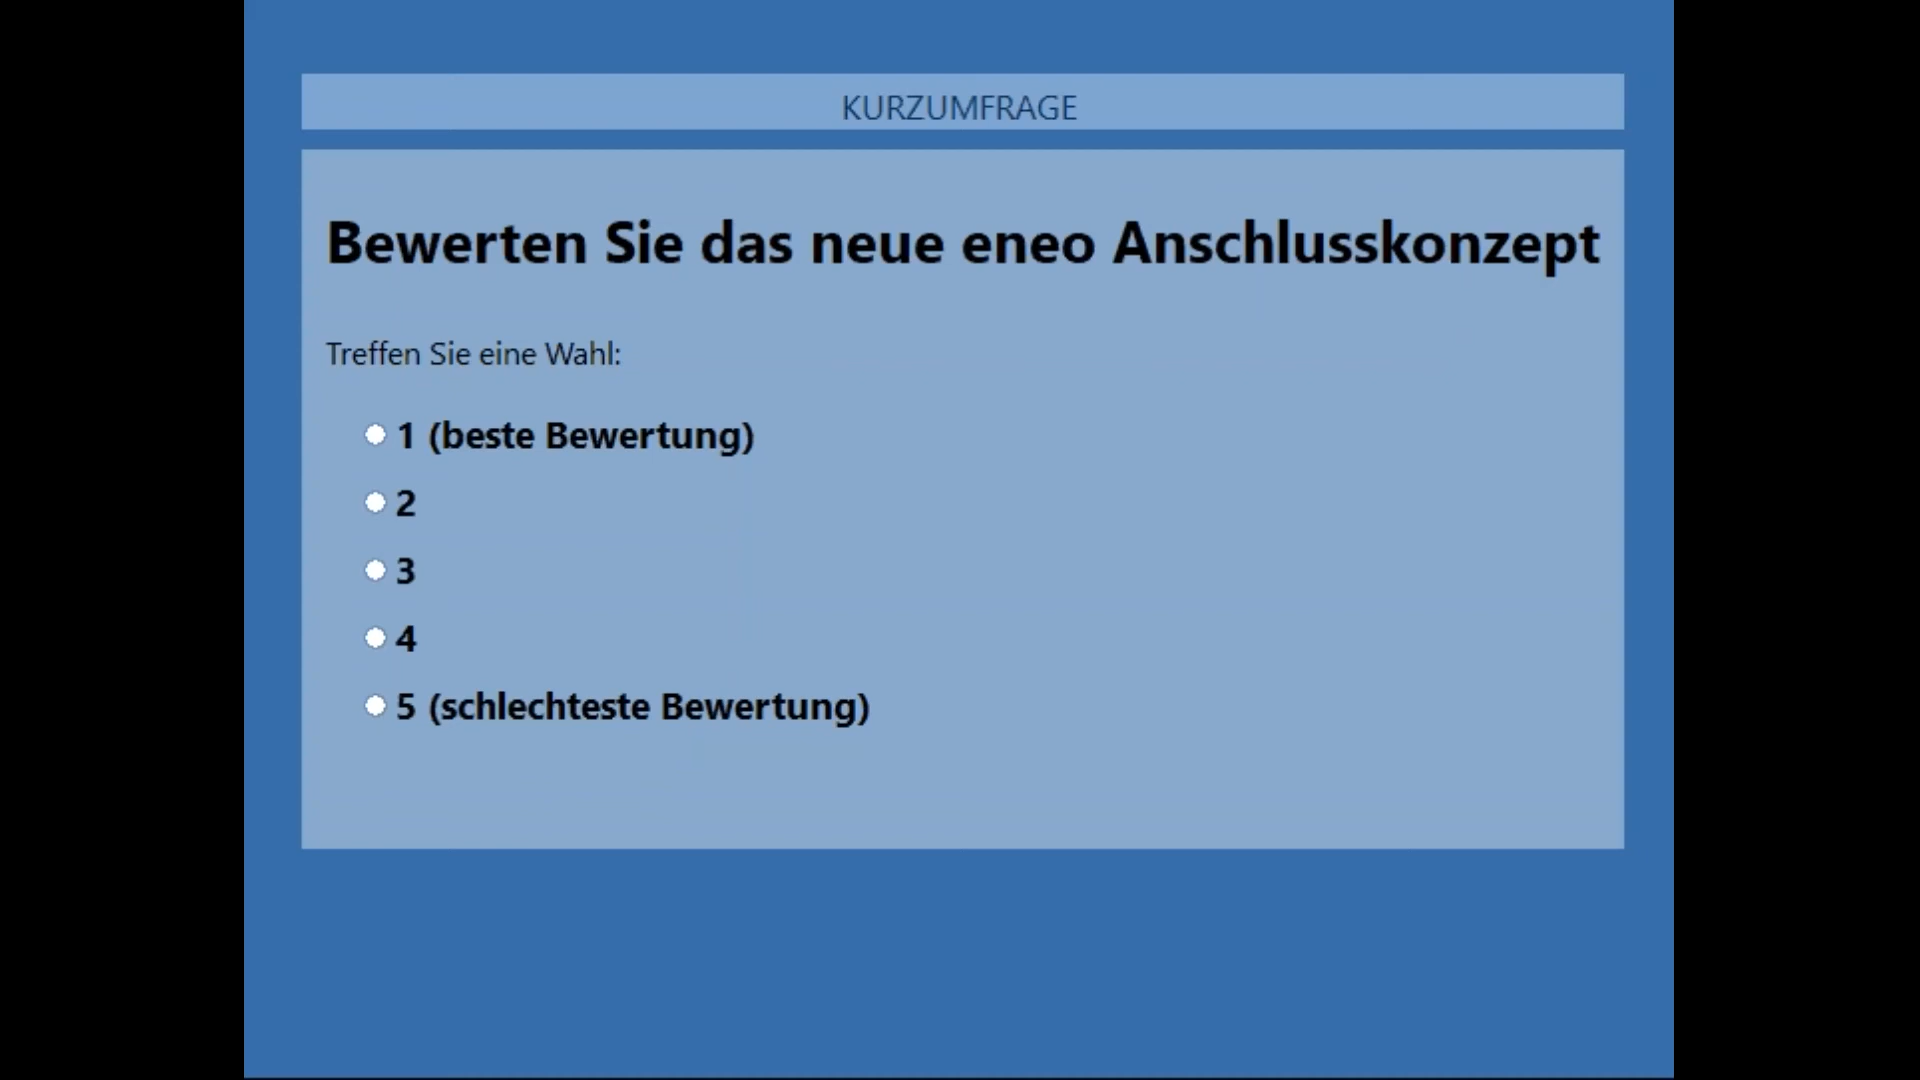 KURZUMFRAGE
Bewerten Sie das neue eneo Anschlusskonzept
Treffen Sie eine Wahl:
1 (beste Bewertung)
2
3
4
5 (schlechteste Bewertung)